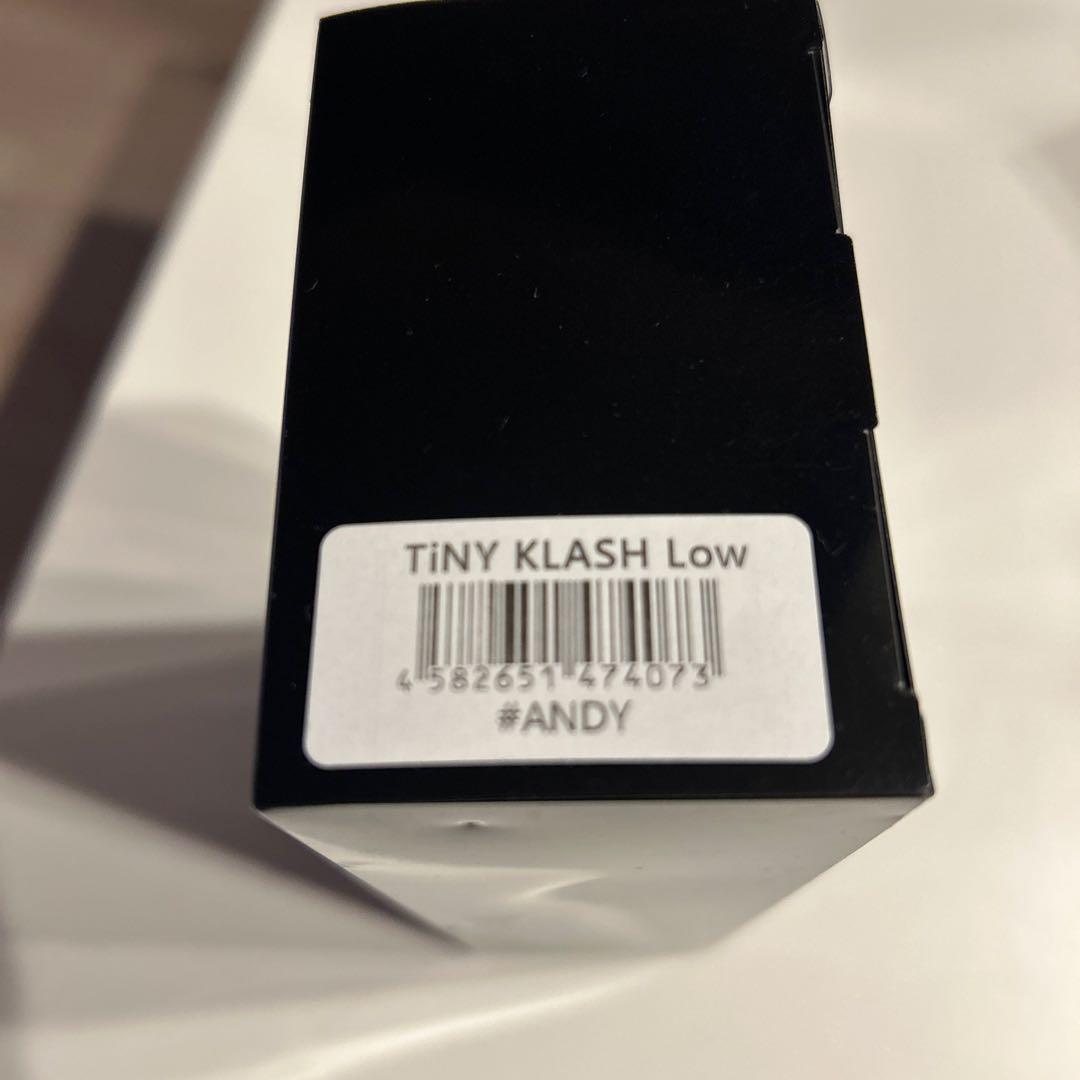 TiNY KLASH Low
4 582651 474073
#ANDY